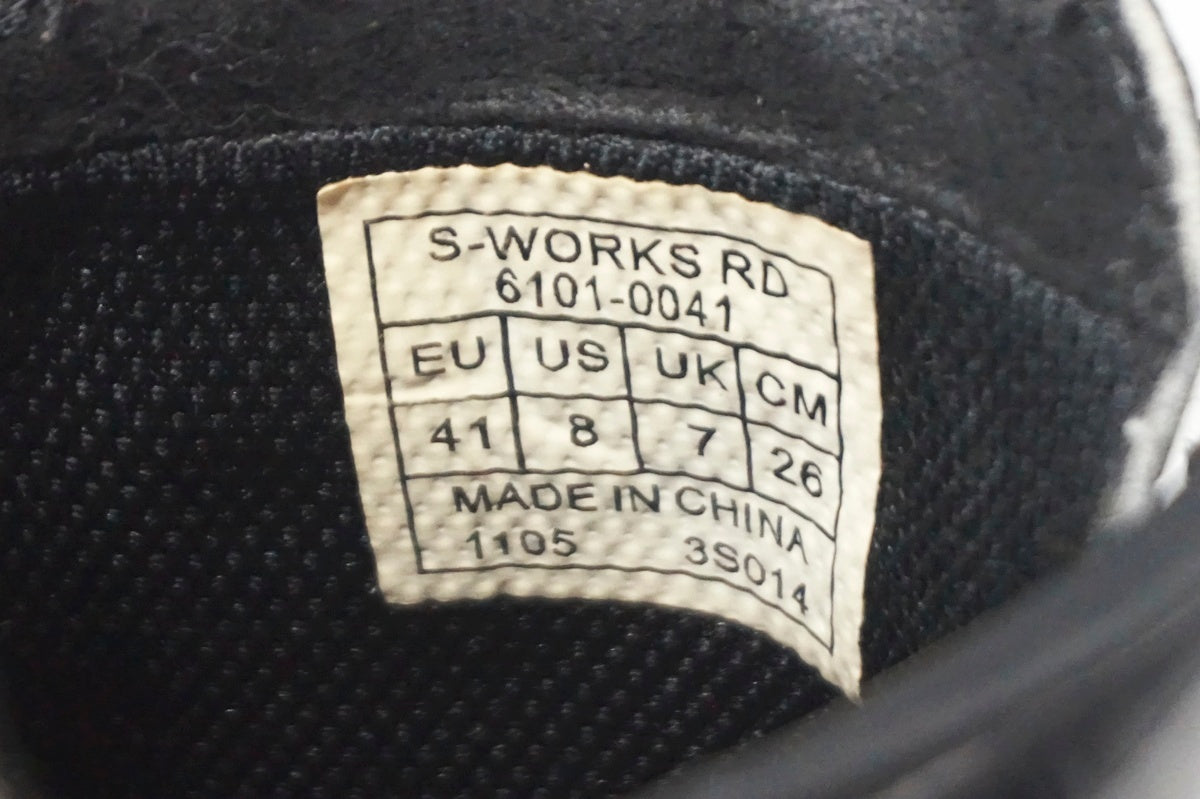 S-WORKS RD
6101-0041
EU US UK CM
41 8 7 26
MADE IN CHINA
1105 3S014